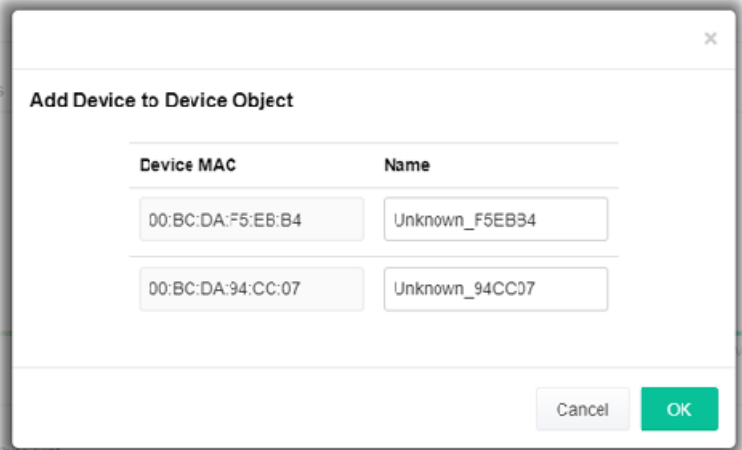 ×
Add Device to Device Object
Device MAC Name
00:BC:DA:F5:EB:B4 Unknown_F5EBB4
00:BC:DA:94:CC:07 Unknown_94CC07
Cancel OK